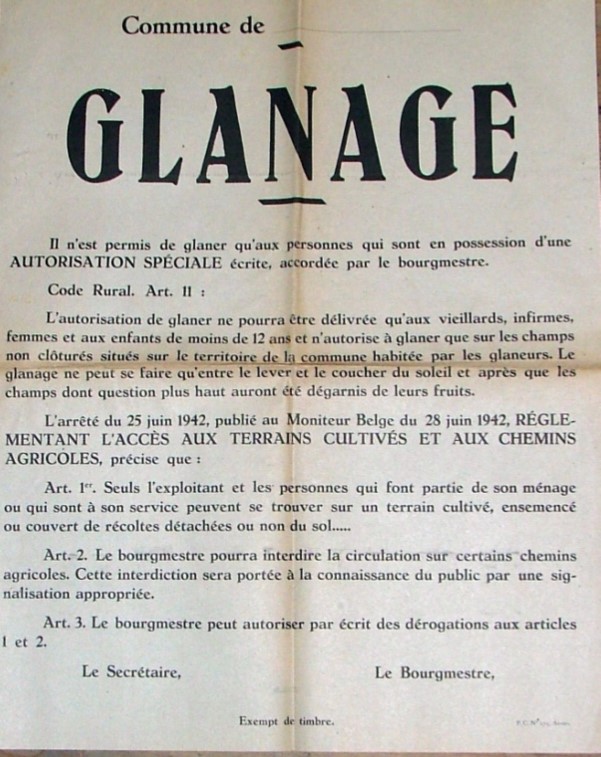 Commune de
GLANAGE
Il n'est permis de glaner qu'aux personnes qui sont en possession d'une
AUTORISATION SPÉCIALE écrite, accordée par le bourgmestre.
Code Rural. Art. 11 :
L'autorisation de glaner ne pourra être délivrée qu'aux vieillards, infirmes,
femmes et aux enfants de moins de 12 ans et n'autorise à glaner que sur les champs
non clôturés situés sur le territoire de la commune habitée par les glaneurs. Le
glanage ne peut se faire qu'entre le lever et le coucher du soleil et après que les
champs dont question plus haut auront été dégarnis de leurs fruits.
L'arrêté du 25 juin 1942, publié au Moniteur Belge du 28 juin 1942, RÉGLE-
MENTANT L'ACCÈS AUX TERRAINS CULTIVÉS ET AUX CHEMINS
AGRICOLES, précise que :
Art. 1er. Seuls l'exploitant et les personnes qui font partie de son ménage
ou qui sont à son service peuvent se trouver sur un terrain cultivé, ensemencé
ou couvert de récoltes détachées ou non du sol.....
Art. 2. Le bourgmestre pourra interdire la circulation sur certains chemins
agricoles. Cette interdiction sera portée à la connaissance du public par une sig-
nalisation appropriée.
Art. 3. Le bourgmestre peut autoriser par écrit des dérogations aux articles
1 et 2.
Le Secrétaire,
Le Bourgmestre,
Exempt de timbre.